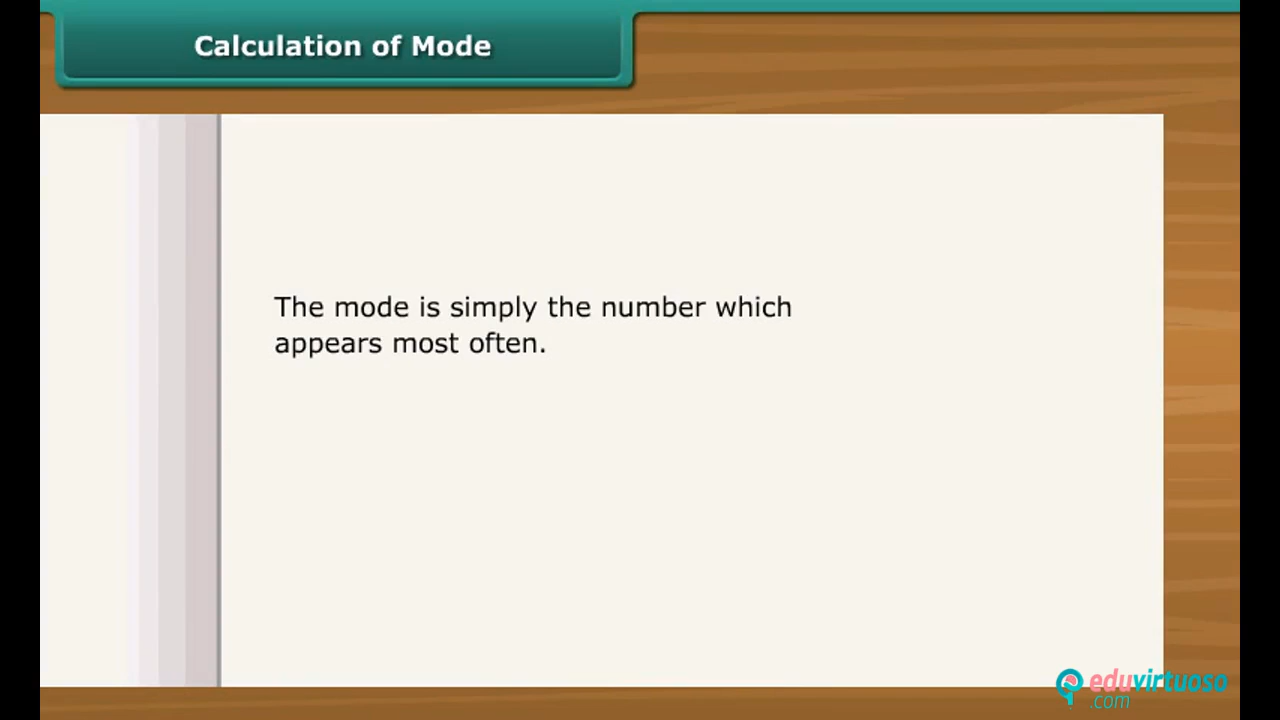 Calculation of Mode
The mode is simply the number which
appears most often.
eduvirtuoso
.com